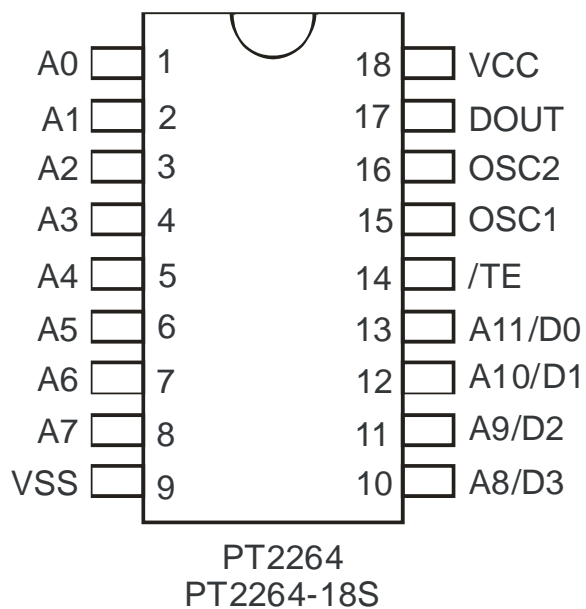 A0 1 18 VCC
A1 2 17 DOUT
A2 3 16 OSC2
A3 4 15 OSC1
A4 5 14 /TE
A5 6 13 A11/D0
A6 7 12 A10/D1
A7 8 11 A9/D2
VSS 9 10 A8/D3
PT2264
PT2264-18S